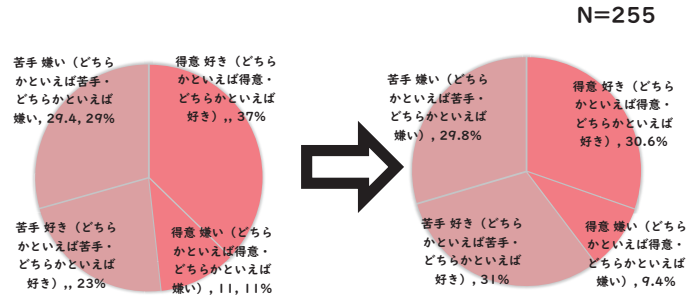 N=255
苦手 嫌い（どちら
かといえば苦手・
どちらかといえば
嫌い, 29.4, 29%
得意 好き（どちら
かといえば得意・
どちらかといえば
好き）,, 37%
苦手 好き（どちら
かといえば苦手・
どちらかといえば
好き）,, 23%
得意 嫌い（どちら
かといえば得意・
どちらかといえば
嫌い）, 11, 11%
苦手 嫌い（どちら
かといえば苦手・
どちらかといえば
嫌い）, 29.8%
得意 好き（どちら
かといえば得意・
どちらかといえば
好き）, 30.6%
苦手 好き（どちら
かといえば苦手・
どちらかといえば
好き）, 31%
得意 嫌い（どちら
かといえば得意・
どちらかといえば
嫌い）, 9.4%